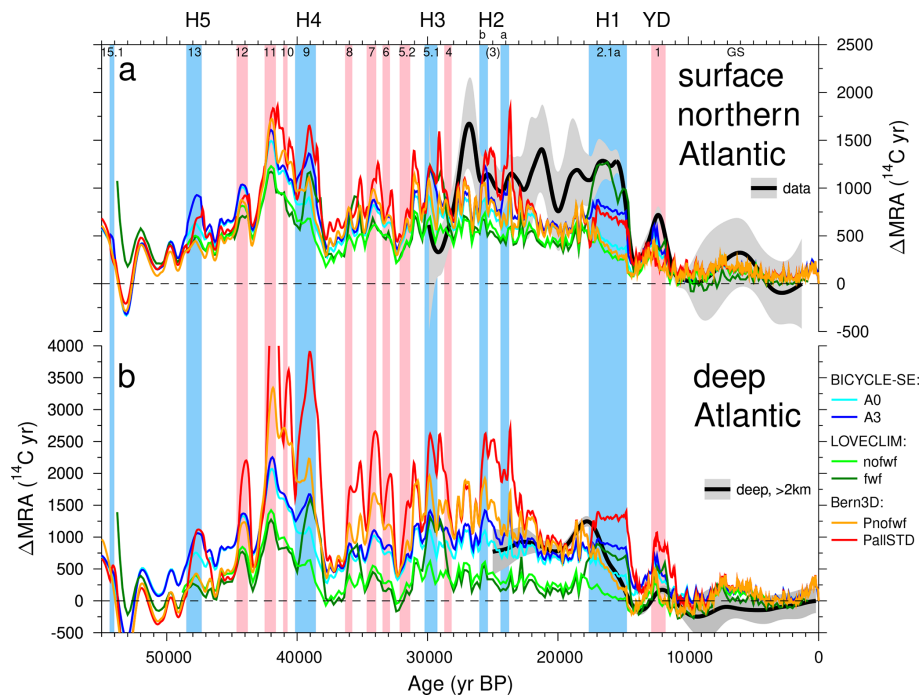 H5 H4 H3 H2 H1 YD
b a
15.1 13 12 11 10 9 8 7 6 5.2 5.1 4 (3) 2.1a 1 GS
a
surface
northern
Atlantic
data
2500
2000
1500
1000
500
0
-500
ΔMRA (¹⁴C yr)
b
deep
Atlantic
deep, >2km
4000
3500
3000
2500
2000
1500
1000
500
0
-500
ΔMRA (¹⁴C yr)
BICYCLE-SE:
A0
A3
LOVECLIM:
nofwf
fwf
Bern3D:
Pnofwf
PallSTD
50000 40000 30000 20000 10000 0
Age (yr BP)